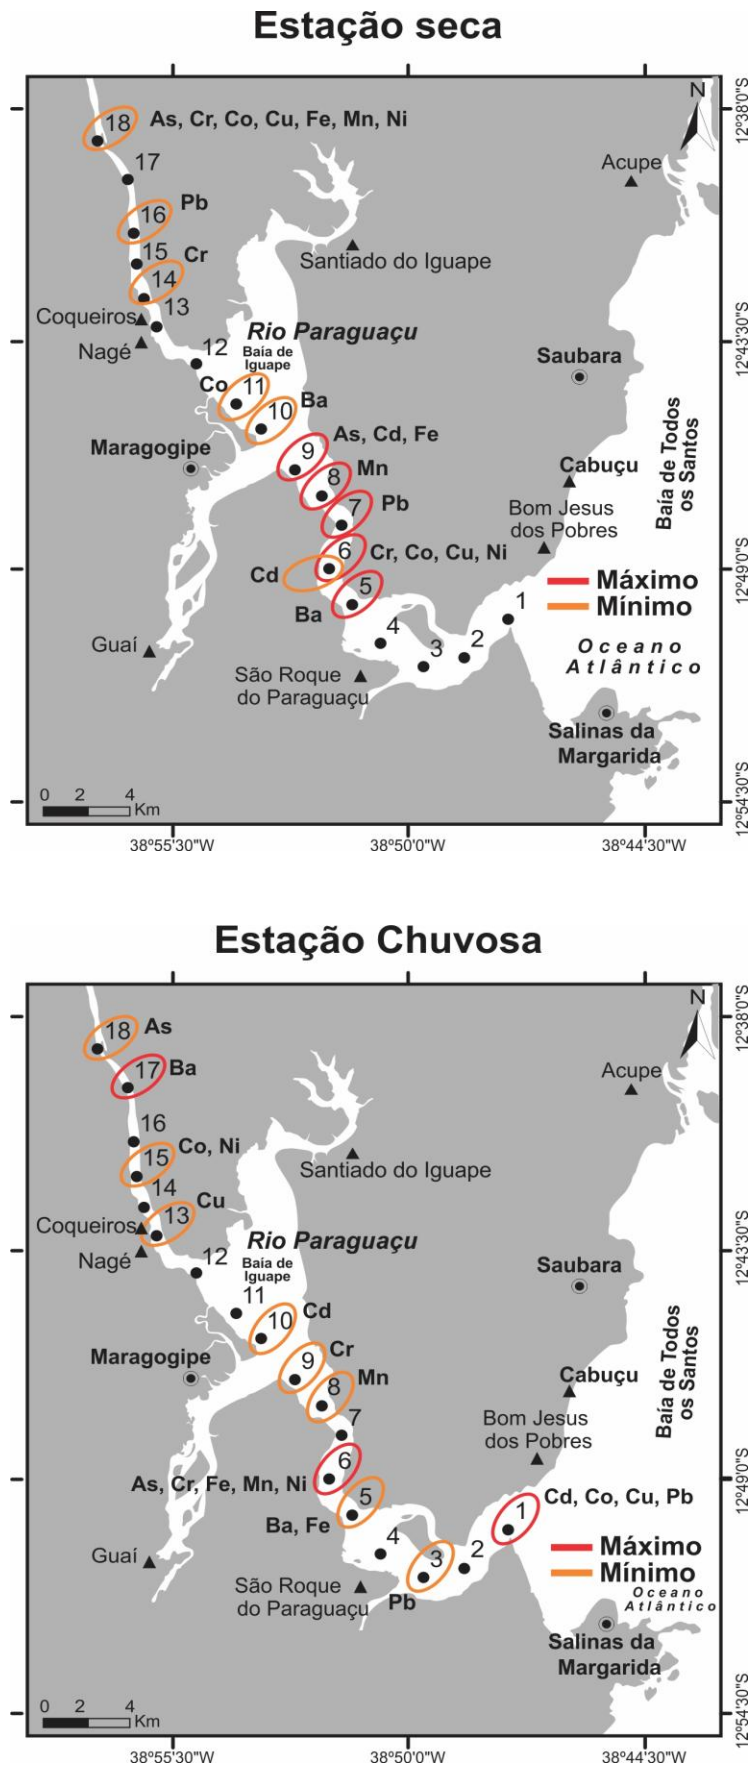 Estação seca
N
12°38'0"S
18
As, Cr, Co, Cu, Fe, Mn, Ni
17
Acupe
Pb
16
15
Cr
14
Santiado do Iguape
Coqueiros
13
Rio Paraguaçu
12°43'30"S
Nagé
12
Baía de
Iguape
Saubara
Co
11
Ba
10
As, Cd, Fe
Maragogipe
9
Mn
Cabuçu
Baía de Todos
os Santos
8
Pb
Bom Jesus
dos Pobres
7
6
Cr, Co, Cu, Ni
12°49'0"S
Cd
Máximo
5
Mínimo
Ba
1
4
Guaí
3
2
Oceano
Atlântico
São Roque
do Paraguaçu
Salinas da
Margarida
0 2 4
Km
12°54'30"S
38°55'30"W
38°50'0"W
38°44'30"W
Estação Chuvosa
N
12°38'0"S
18
As
17
Ba
Acupe
16
Co, Ni
15
Santiado do Iguape
14
Cu
Coqueiros
13
Rio Paraguaçu
12°43'30"S
Nagé
12
Baía de
Iguape
Saubara
11
Cd
10
Cr
Maragogipe
9
Mn
Cabuçu
Baía de Todos
os Santos
8
Bom Jesus
dos Pobres
7
6
As, Cr, Fe, Mn, Ni
12°49'0"S
5
Cd, Co, Cu, Pb
1
Ba, Fe
4
Máximo
Guaí
3
2
Mínimo
Oceano
Atlântico
São Roque
do Paraguaçu
Pb
Salinas da
Margarida
0 2 4
Km
12°54'30"S
38°55'30"W
38°50'0"W
38°44'30"W